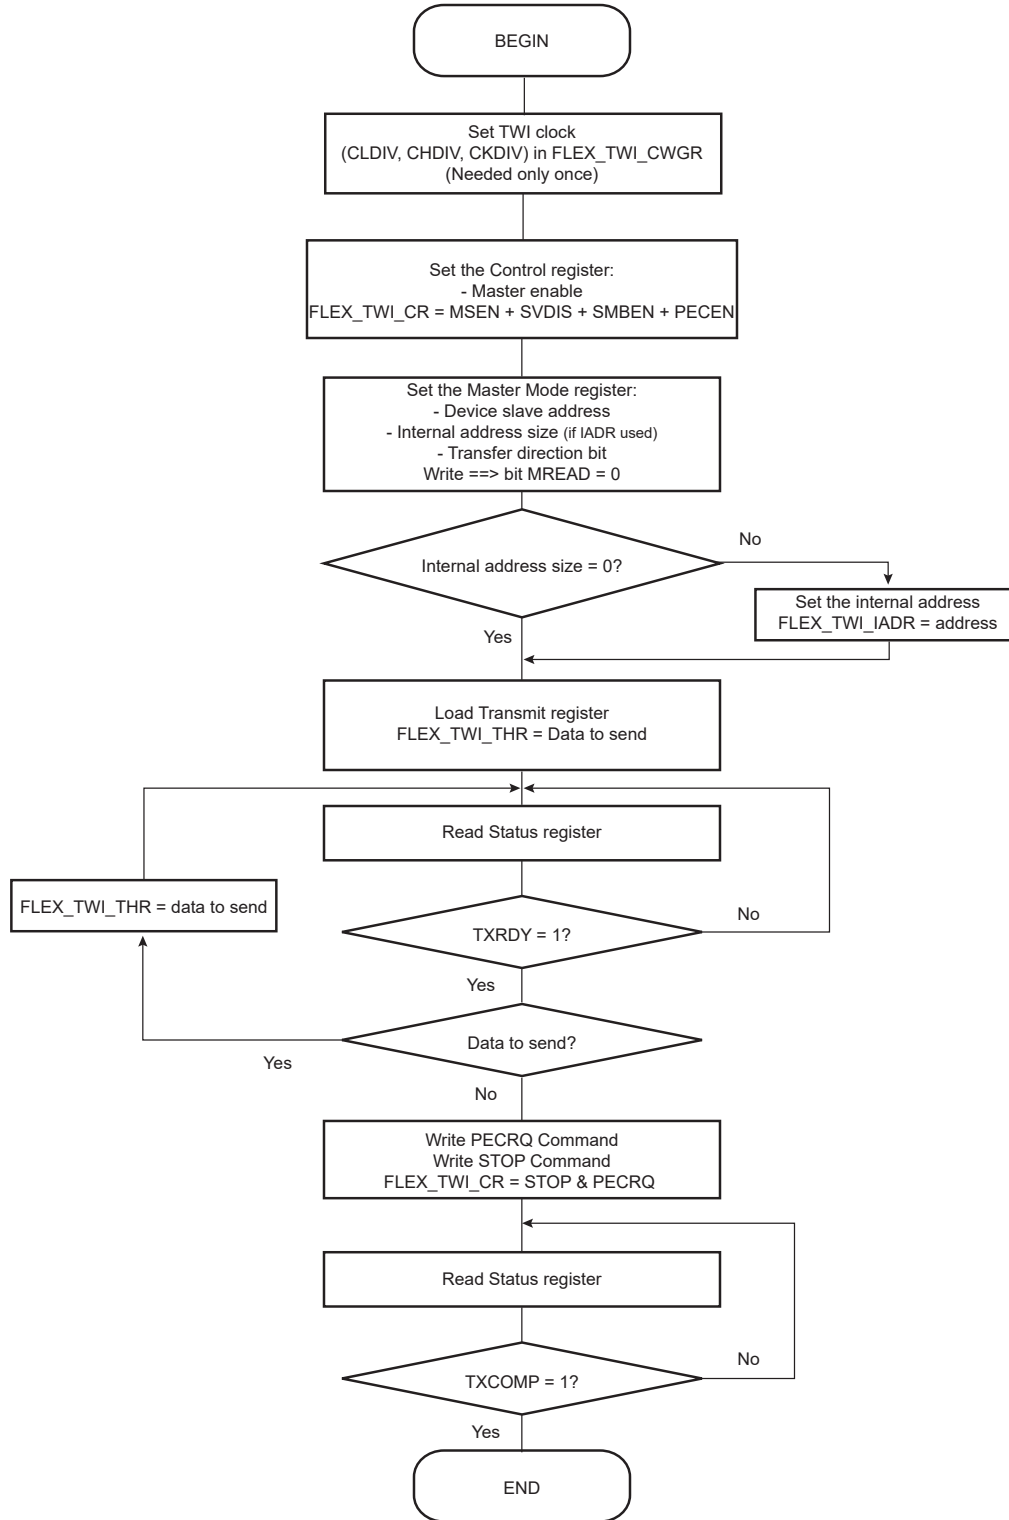 BEGIN
Set TWI clock
(CLDIV, CHDIV, CKDIV) in FLEX_TWI_CWGR
(Needed only once)
Set the Control register:
- Master enable
FLEX_TWI_CR = MSEN + SVDIS + SMBEN + PECEN
Set the Master Mode register:
- Device slave address
- Internal address size (if IADR used)
- Transfer direction bit
Write ==> bit MREAD = 0
No
Internal address size = 0?
Set the internal address
FLEX_TWI_IADR = address
Yes
Load Transmit register
FLEX_TWI_THR = Data to send
Read Status register
FLEX_TWI_THR = data to send
No
TXRDY = 1?
Yes
Data to send?
Yes
No
Write PECRQ Command
Write STOP Command
FLEX_TWI_CR = STOP & PECRQ
Read Status register
No
TXCOMP = 1?
Yes
END